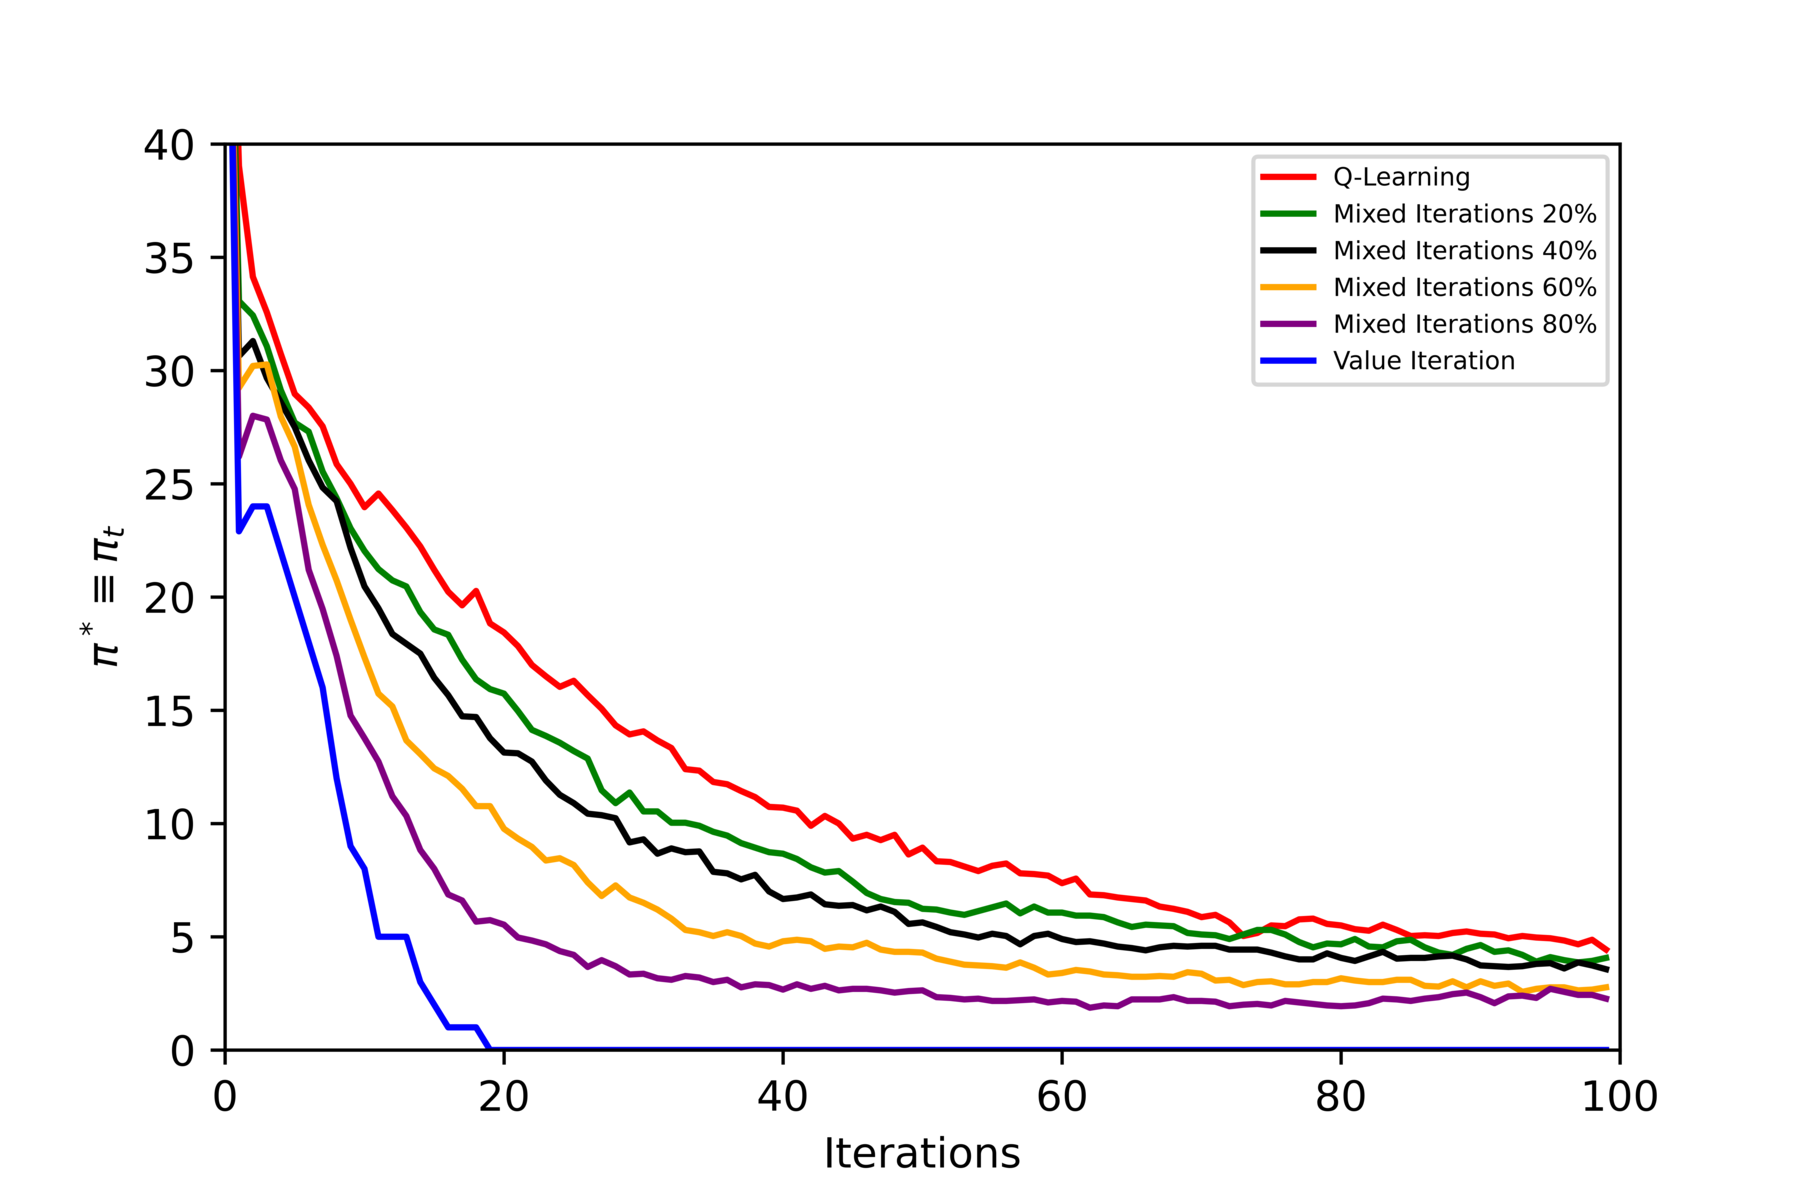 40
35
30
25
20
15
10
5
0
π* ≡ πt
Q-Learning
Mixed Iterations 20%
Mixed Iterations 40%
Mixed Iterations 60%
Mixed Iterations 80%
Value Iteration
0 20 40 60 80 100
Iterations